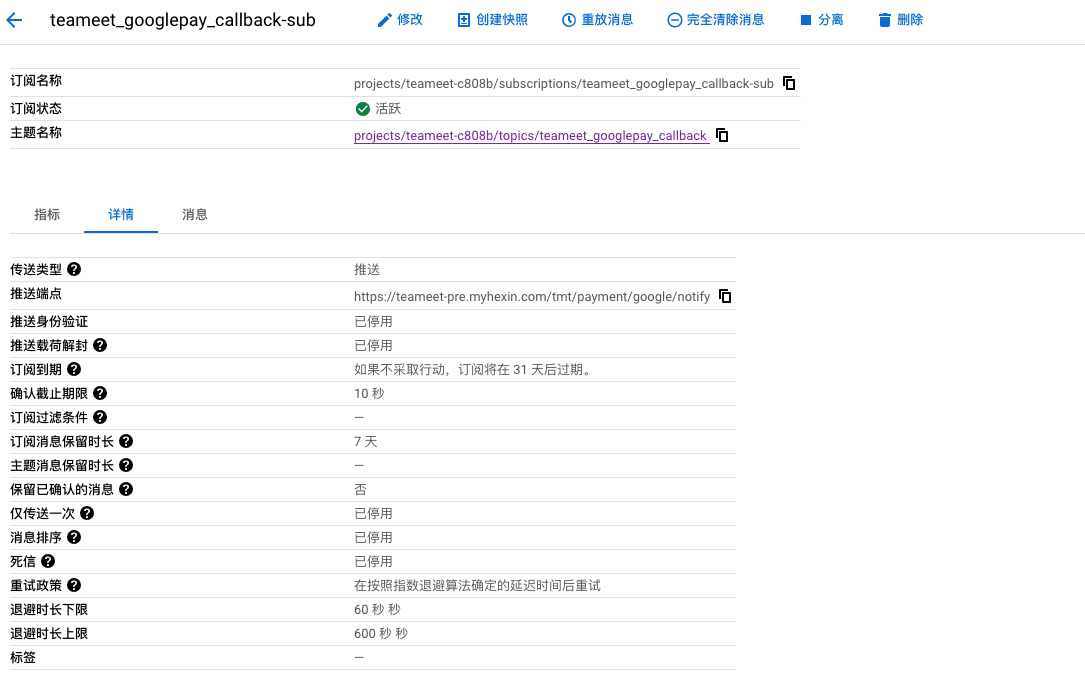 teameet_googlepay_callback-sub 修改 创建快照 重放消息 完全清除消息 分离 删除
订阅名称 projects/teameet-c808b/subscriptions/teameet_googlepay_callback-sub
订阅状态 活跃
主题名称 projects/teameet-c808b/topics/teameet_googlepay_callback
指标 详情 消息
传送类型 推送
推送端点 https://teameet-pre.myhexin.com/tmt/payment/google/notify
推送身份验证 已停用
推送载荷解封 已停用
订阅到期 如果不采取行动，订阅将在 31 天后过期。
确认截止期限 10 秒
订阅过滤条件 —
订阅消息保留时长 7 天
主题消息保留时长 —
保留已确认的消息 否
仅传送一次 已停用
消息排序 已停用
死信 已停用
重试政策 在按照指数退避算法确定的延迟时间后重试
退避时长下限 60 秒 秒
退避时长上限 600 秒 秒
标签 —